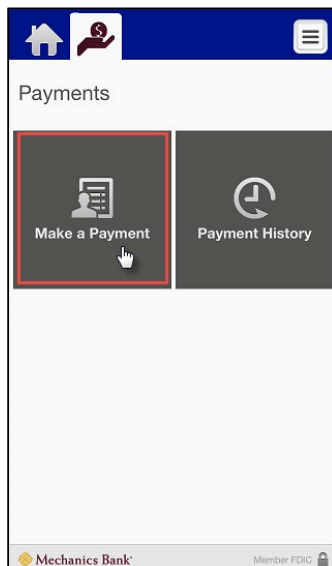 Payments
Make a Payment
Payment History
Mechanics Bank
Member FDIC